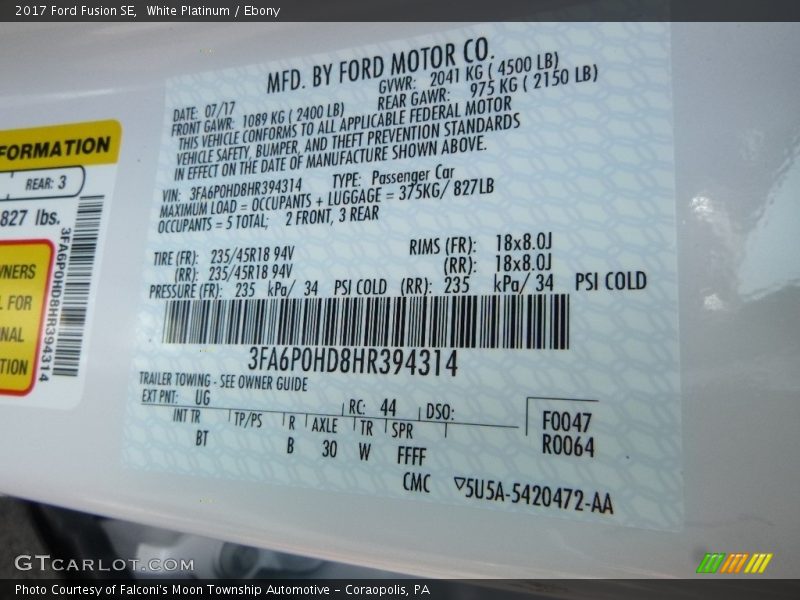 2017 Ford Fusion SE,  White Platinum / Ebony
MFD. BY FORD MOTOR CO.
DATE: 07/17 GVWR: 2041 KG ( 4500 LB)
FRONT GAWR: 1089 KG ( 2400 LB) REAR GAWR: 975 KG ( 2150 LB)
THIS VEHICLE CONFORMS TO ALL APPLICABLE FEDERAL MOTOR
VEHICLE SAFETY, BUMPER, AND THEFT PREVENTION STANDARDS
IN EFFECT ON THE DATE OF MANUFACTURE SHOWN ABOVE.
VIN: 3FA6P0HD8HR394314 TYPE: Passenger Car
MAXIMUM LOAD = OCCUPANTS + LUGGAGE = 375KG/ 827LB
OCCUPANTS = 5 TOTAL; 2 FRONT, 3 REAR
TIRE (FR): 235/45R18 94V RIMS (FR): 18x8.0J
(RR): 235/45R18 94V (RR): 18x8.0J
PRESSURE (FR): 235 kPa/ 34 PSI COLD (RR): 235 kPa/ 34 PSI COLD
3FA6P0HD8HR394314
TRAILER TOWING - SEE OWNER GUIDE
EXT PNT: UG RC: 44 DSO: F0047
INT TR TP/PS R AXLE TR SPR R0064
BT B 30 W FFFF
CMC 5U5A-5420472-AA
FORMATION
REAR: 3
827 lbs.
3FA6P0HD8HR394314
WNERS
L FOR
NAL
TION
GTCARLOT.COM
Photo Courtesy of Falconi's Moon Township Automotive – Coraopolis, PA